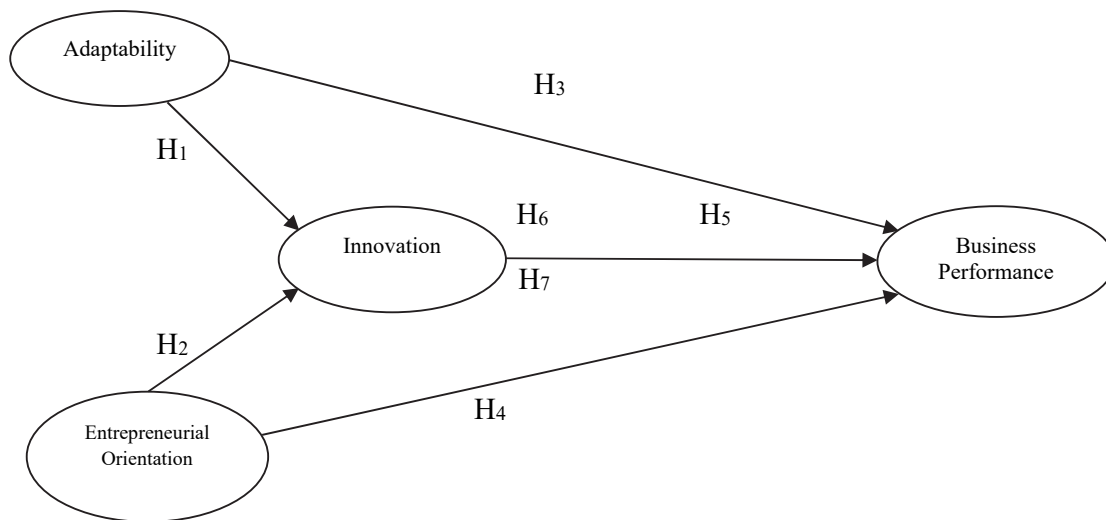 Adaptability
H3
H1
H6
H5
Innovation
Business
Performance
H7
H2
H4
Entrepreneurial
Orientation